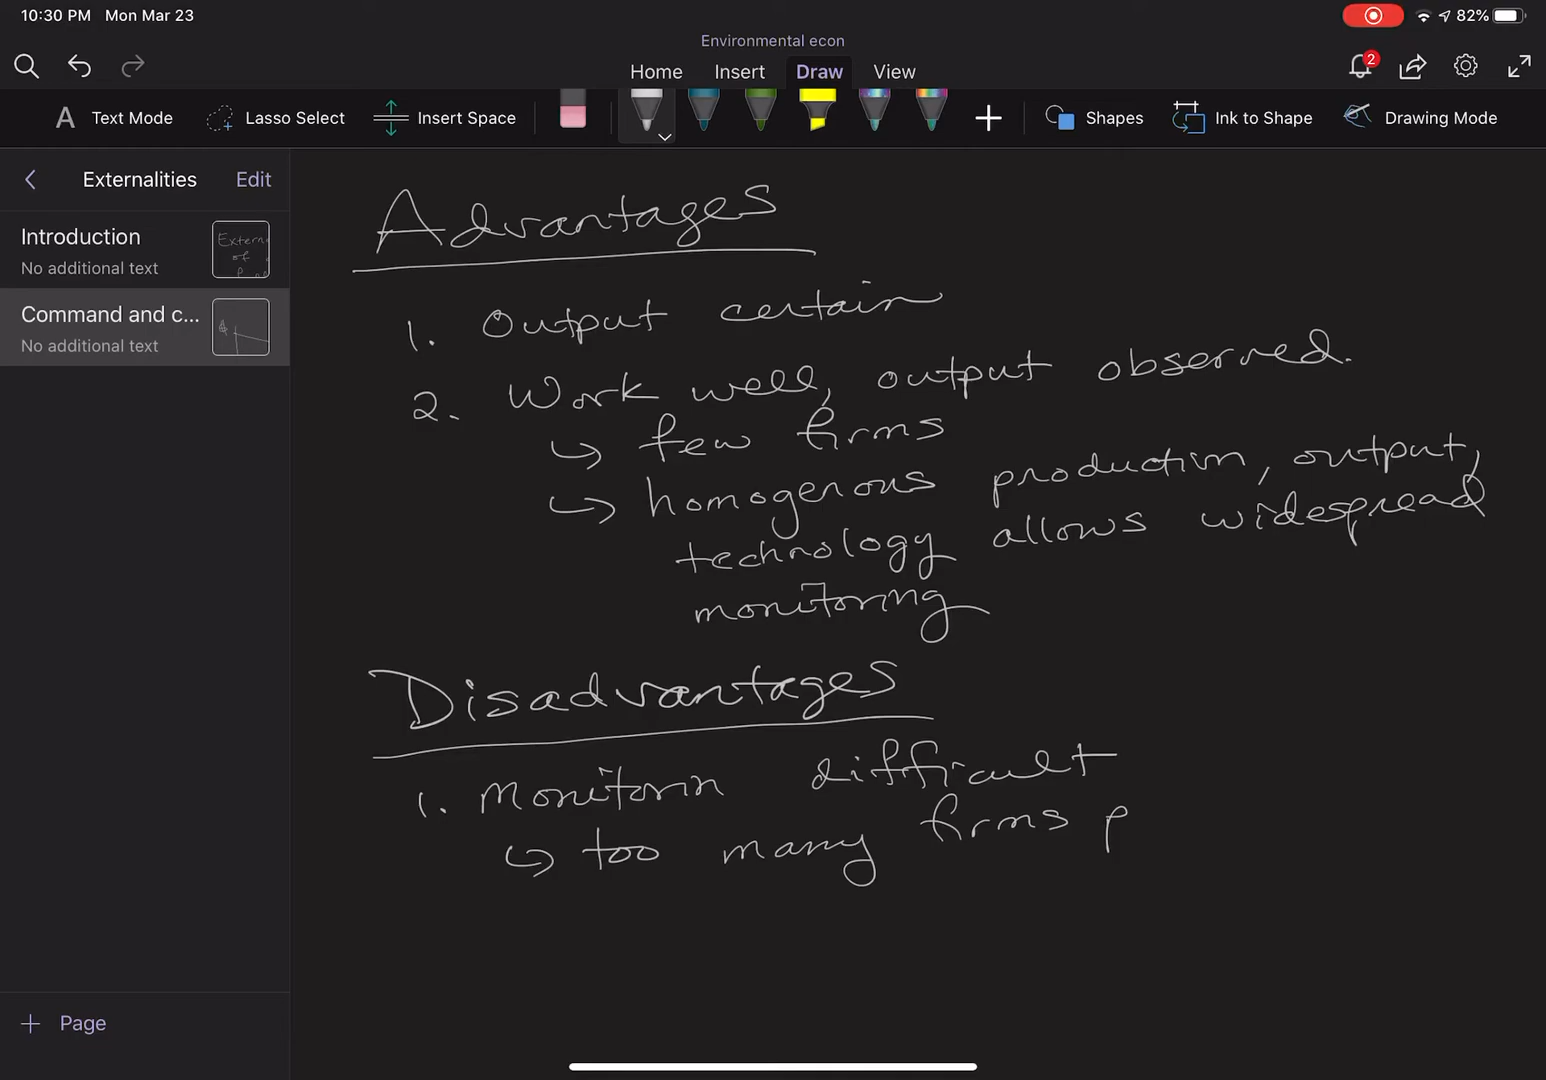 10:30 PM Mon Mar 23
82%
Environmental econ
Home Insert Draw View
2
A Text Mode Lasso Select Insert Space Shapes Ink to Shape Drawing Mode
Externalities Edit
Introduction
No additional text
Extern
of
P
Command and c...
No additional text
Page
Advantages
1. Output certain
2. Work well, output observed.
↳ few firms
↳ homogenous production, output,
technology allows widespread
monitoring
Disadvantages
1. Monitorin difficult
↳ too many firms p